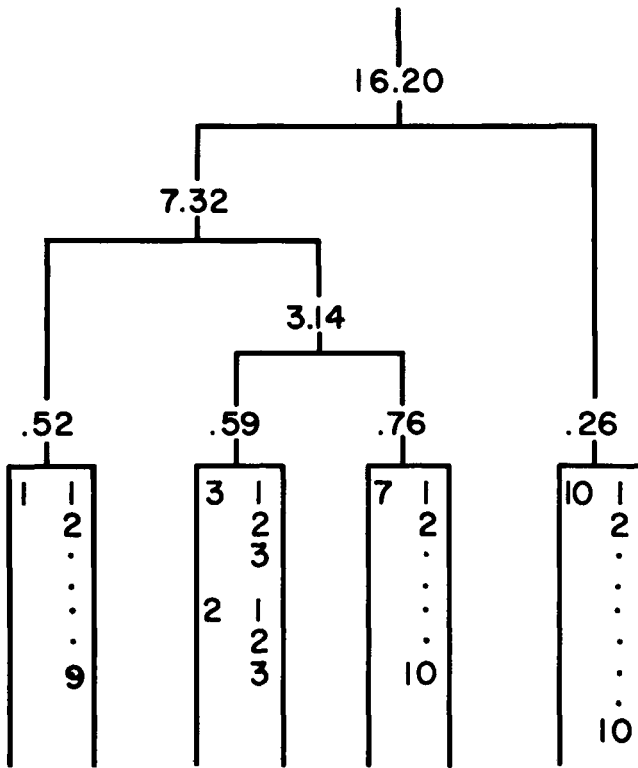 16.20
7.32
3.14
.52 .59 .76 .26
1 1 3 1 7 1 10 1
2 2 2 2
. 3 . .
. . .
. 2 1 . .
. 2 . .
9 3 10 .
.
10